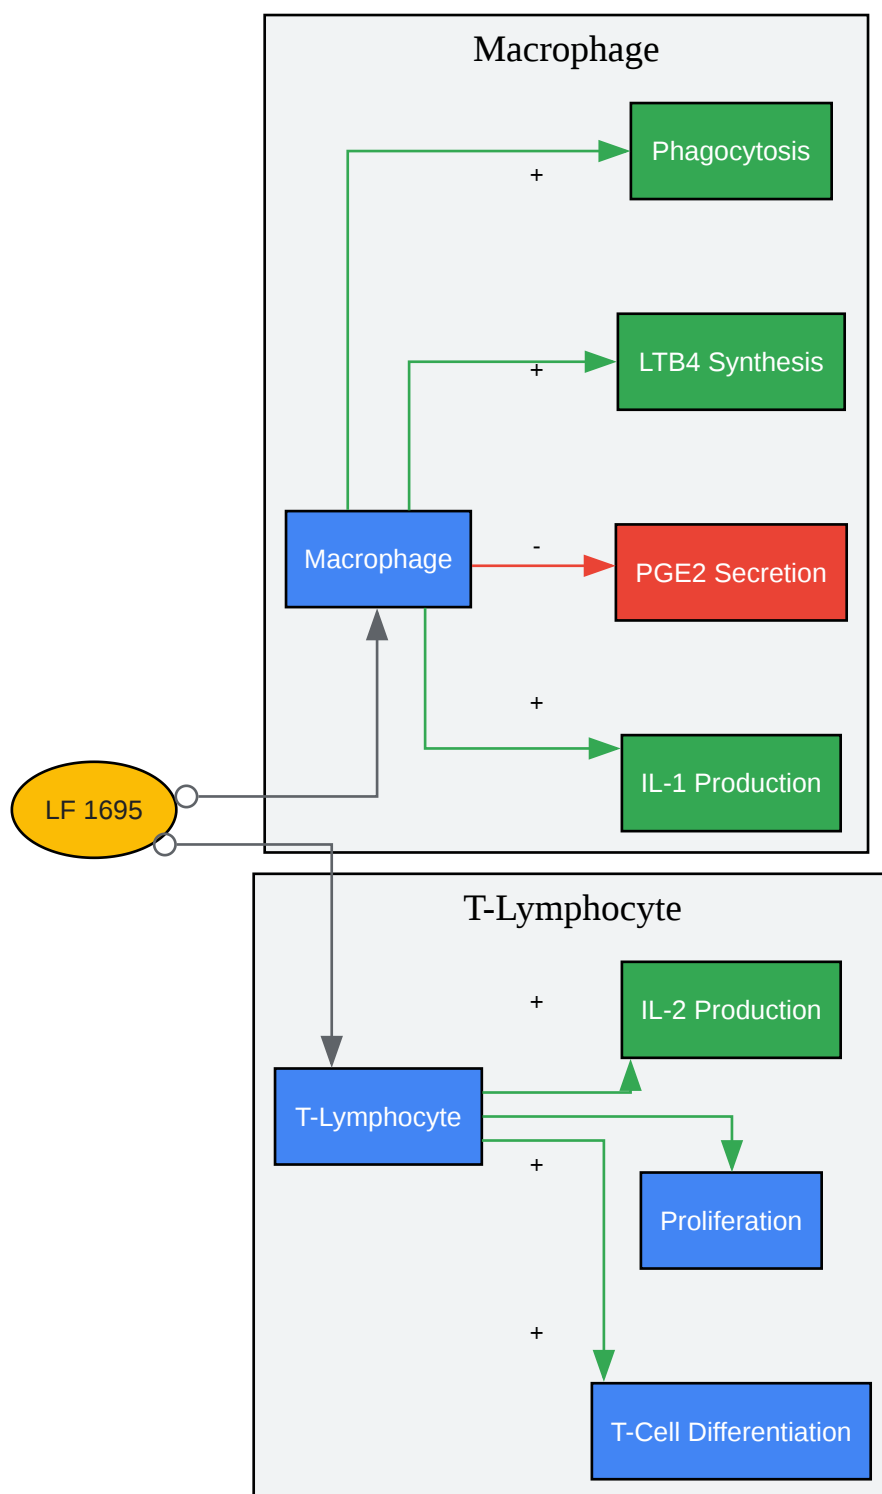 Macrophage
Phagocytosis
+
LTB4 Synthesis
+
Macrophage
-
PGE2 Secretion
+
IL-1 Production
LF 1695
T-Lymphocyte
+
IL-2 Production
T-Lymphocyte
+
Proliferation
+
T-Cell Differentiation